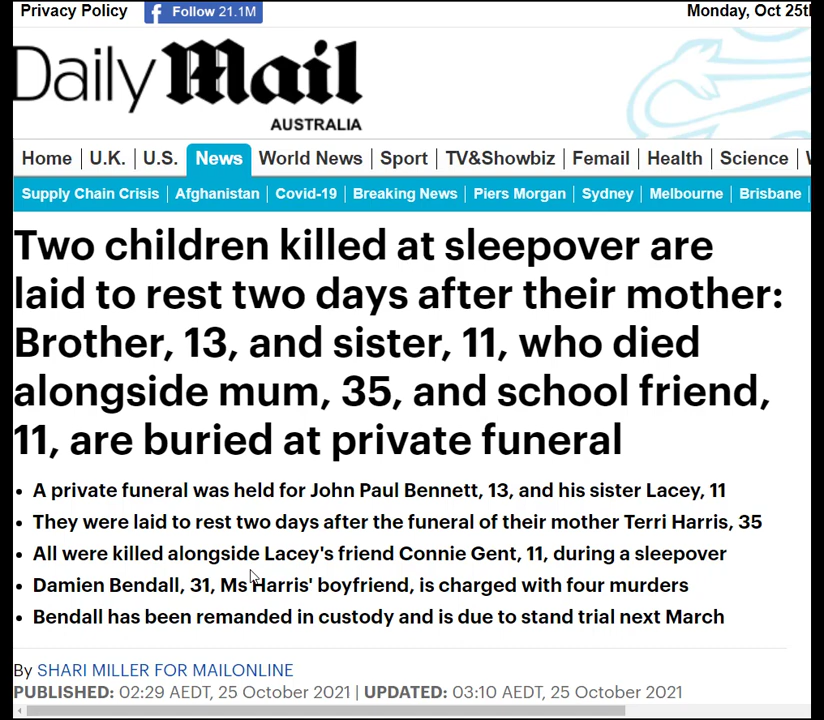 Privacy Policy f Follow 21.1M Monday, Oct 25t
Daily Mail
AUSTRALIA
Home U.K. U.S. News World News Sport TV&Showbiz Femail Health Science
Supply Chain Crisis Afghanistan Covid-19 Breaking News Piers Morgan Sydney Melbourne Brisbane
Two children killed at sleepover are
laid to rest two days after their mother:
Brother, 13, and sister, 11, who died
alongside mum, 35, and school friend,
11, are buried at private funeral
• A private funeral was held for John Paul Bennett, 13, and his sister Lacey, 11
• They were laid to rest two days after the funeral of their mother Terri Harris, 35
• All were killed alongside Lacey's friend Connie Gent, 11, during a sleepover
• Damien Bendall, 31, Ms Harris' boyfriend, is charged with four murders
• Bendall has been remanded in custody and is due to stand trial next March
By SHARI MILLER FOR MAILONLINE
PUBLISHED: 02:29 AEDT, 25 October 2021 | UPDATED: 03:10 AEDT, 25 October 2021